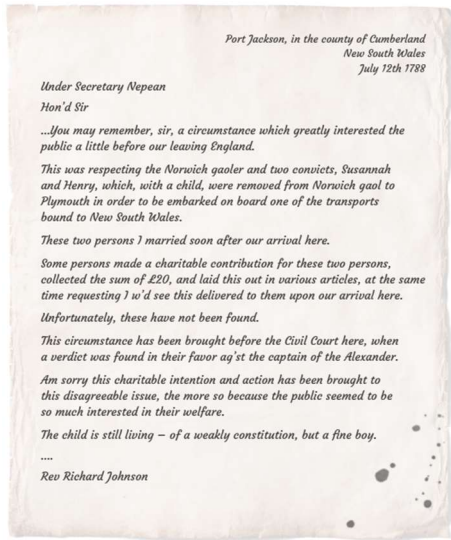 Port Jackson, in the county of Cumberland
New South Wales
July 12th 1788
Under Secretary Nepean
Hon'd Sir
...You may remember, sir, a circumstance which greatly interested the
public a little before our leaving England.
This was respecting the Norwich gaoler and two convicts, Susannah
and Henry, which, with a child, were removed from Norwich gaol to
Plymouth in order to be embarked on board one of the transports
bound to New South Wales.
These two persons I married soon after our arrival here.
Some persons made a charitable contribution for these two persons,
collected the sum of £20, and laid this out in various articles, at the same
time requesting I w'd see this delivered to them upon our arrival here.
Unfortunately, these have not been found.
This circumstance has been brought before the Civil Court here, when
a verdict was found in their favor ag'st the captain of the Alexander.
Am sorry this charitable intention and action has been brought to
this disagreeable issue, the more so because the public seemed to be
so much interested in their welfare.
The child is still living – of a weakly constitution, but a fine boy.
....
Rev Richard Johnson